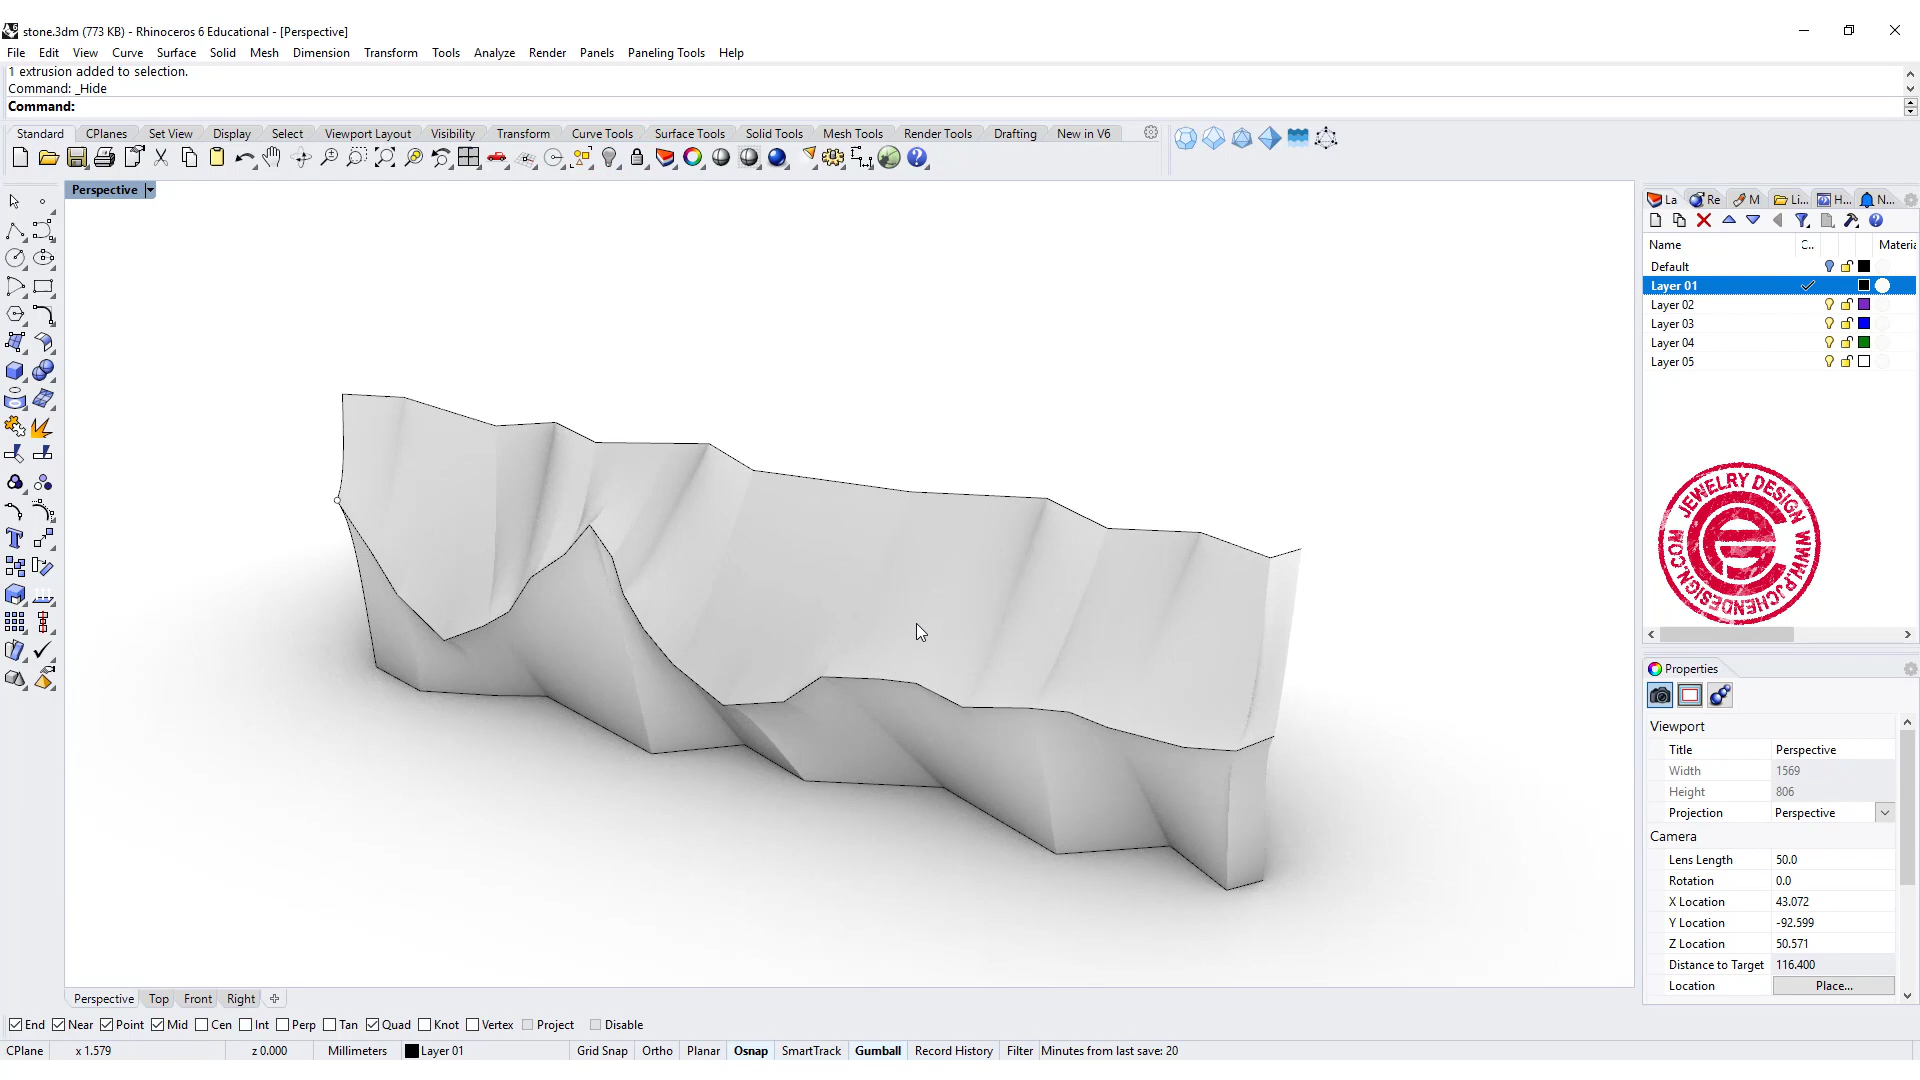 stone.3dm (773 KB) - Rhinoceros 6 Educational - [Perspective]
File Edit View Curve Surface Solid Mesh Dimension Transform Tools Analyze Render Panels Paneling Tools Help
1 extrusion added to selection.
Command: _Hide
Command:
Standard CPlanes Set View Display Select Viewport Layout Visibility Transform Curve Tools Surface Tools Solid Tools Mesh Tools Render Tools Drafting New in V6
Perspective
La Re M Li... H... N...
Name C.. Materia
Default
Layer 01
Layer 02
Layer 03
Layer 04
Layer 05
JEWELRY DESIGN WWW.PJCHENDESIGN.COM
Properties
Viewport
Title Perspective
Width 1569
Height 806
Projection Perspective
Camera
Lens Length 50.0
Rotation 0.0
X Location 43.072
Y Location -92.599
Z Location 50.571
Distance to Target 116.400
Location Place...
Perspective Top Front Right
End Near Point Mid Cen Int Perp Tan Quad Knot Vertex Project Disable
CPlane x 1.579 z 0.000 Millimeters Layer 01 Grid Snap Ortho Planar Osnap SmartTrack Gumball Record History Filter Minutes from last save: 20